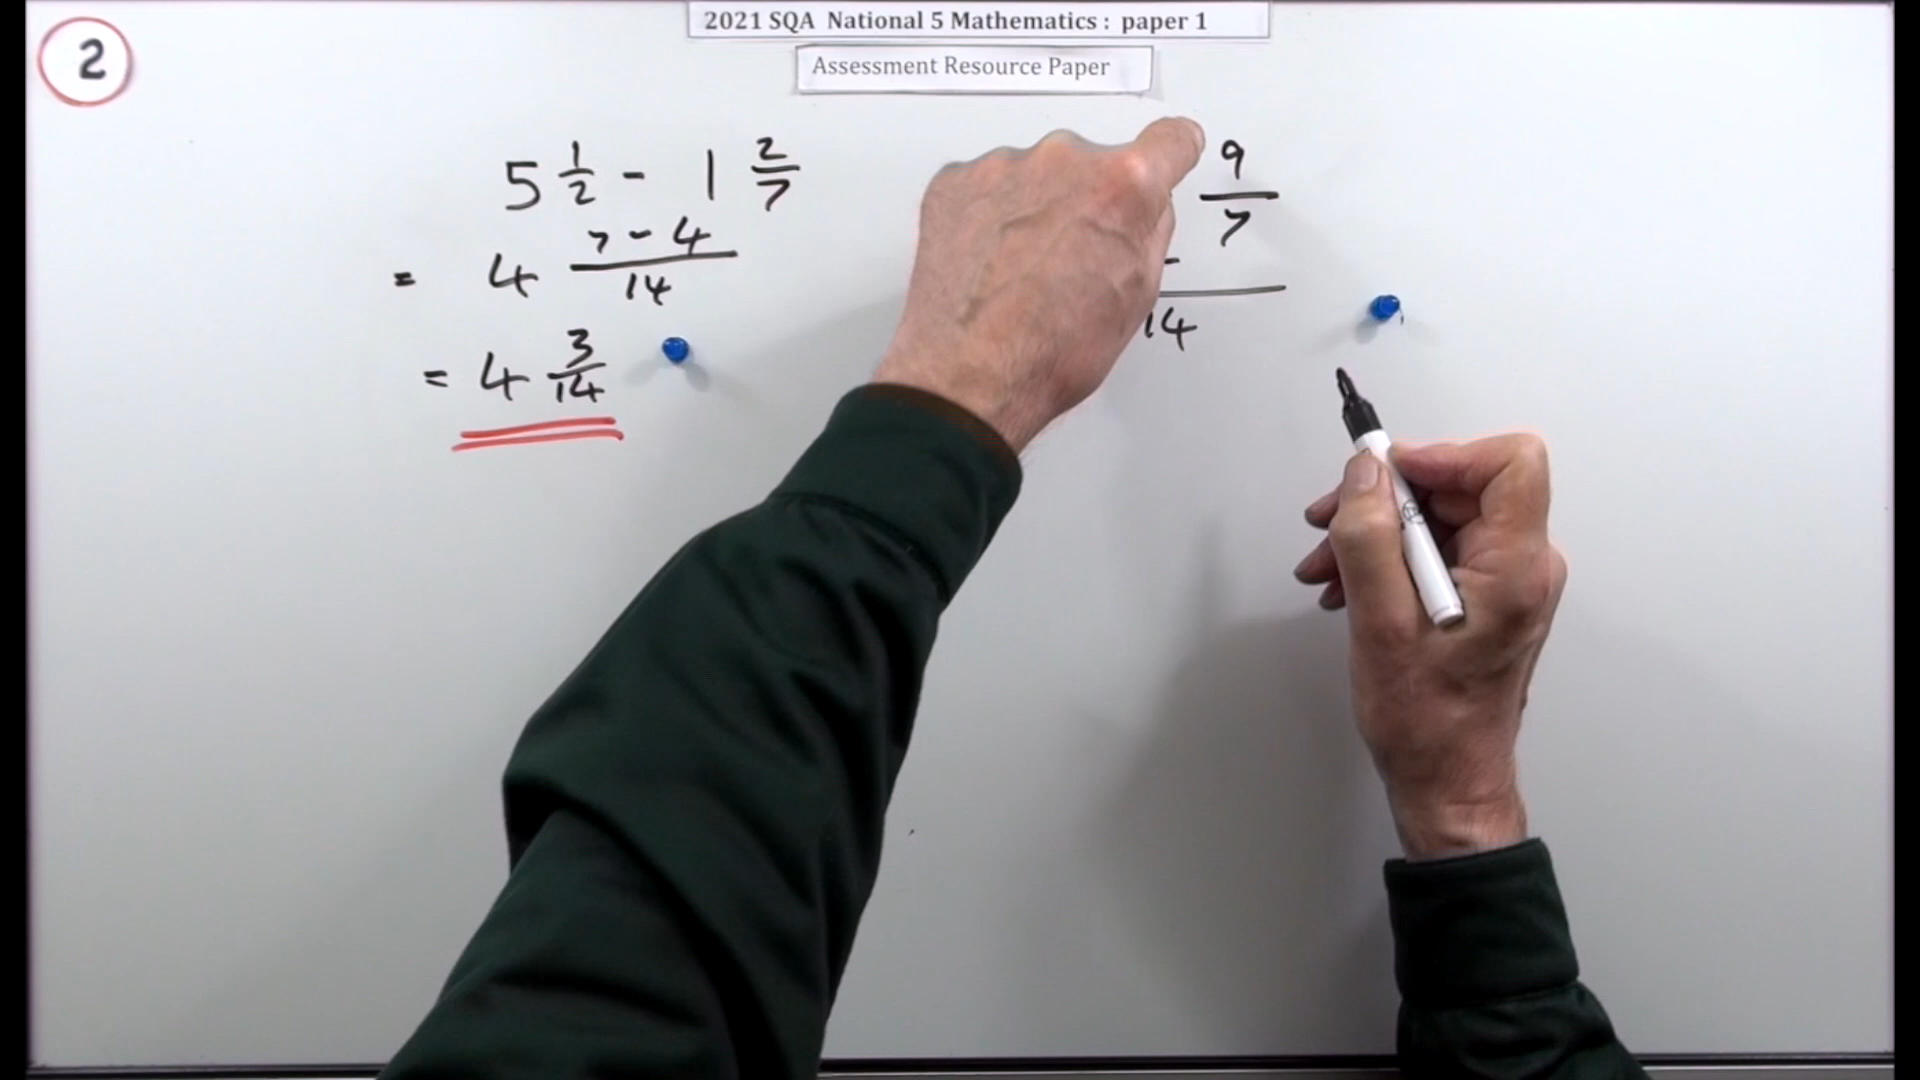 2021 SQA National 5 Mathematics : paper 1
Assessment Resource Paper
2
5 1/2 - 1 2/7
= 4 7 - 4 / 14
= 4 3/14
9/7
-
14